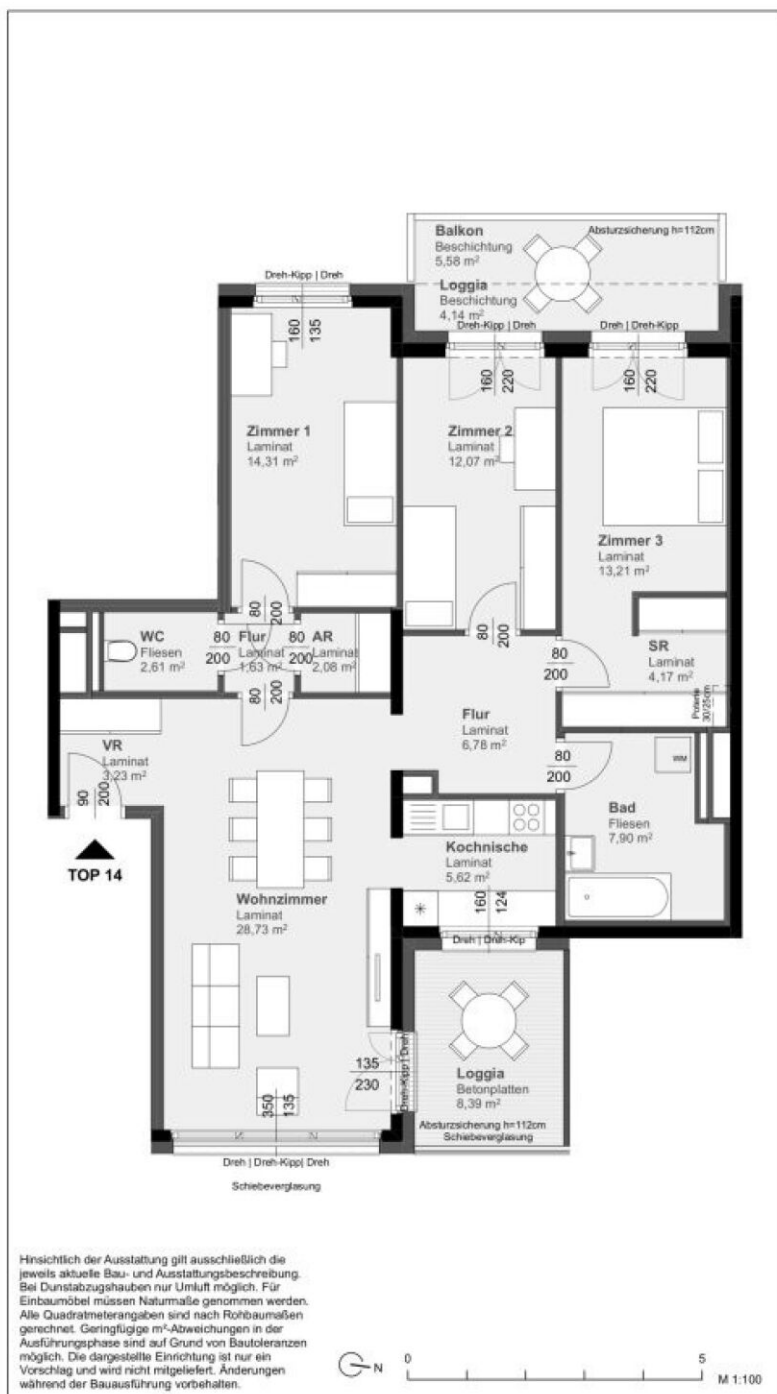 Balkon
Beschichtung
5,58 m²
Absturzsicherung h=112cm
Loggia
Beschichtung
4,14 m²
Dreh-Kipp | Dreh
160
135
Dreh-Kipp | Dreh
160
220
Dreh | Dreh-Kipp
160
220
Zimmer 1
Laminat
14,31 m²
Zimmer 2
Laminat
12,07 m²
Zimmer 3
Laminat
13,21 m²
80
200
80
200
WC
Fliesen
2,61 m²
80
200
Flur
Laminat
1,63 m²
80
200
AR
Laminat
2,08 m²
80
200
SR
Laminat
4,17 m²
Poterie
30/25cm
80
200
Flur
Laminat
6,78 m²
VR
Laminat
3,23 m²
90
200
TOP 14
80
200
WM
Bad
Fliesen
7,90 m²
Kochnische
Laminat
5,62 m²
160
124
Dreh | Dreh-Kip
Wohnzimmer
Laminat
28,73 m²
135
230
Dreh-Kipp | Dreh
Loggia
Betonplatten
8,39 m²
Absturzsicherung h=112cm
Schiebeverglasung
350
135
Dreh | Dreh-Kipp| Dreh
Schiebeverglasung
Hinsichtlich der Ausstattung gilt ausschließlich die
jeweils aktuelle Bau- und Ausstattungsbeschreibung.
Bei Dunstabzugshauben nur Umluft möglich. Für
Einbaumöbel müssen Naturmaße genommen werden.
Alle Quadratmeterangaben sind nach Rohbaumaßen
gerechnet. Geringfügige m²-Abweichungen in der
Ausführungsphase sind auf Grund von Bautoleranzen
möglich. Die dargestellte Einrichtung ist nur ein
Vorschlag und wird nicht mitgeliefert. Änderungen
während der Bauausführung vorbehalten.
N
0
5
M 1:100